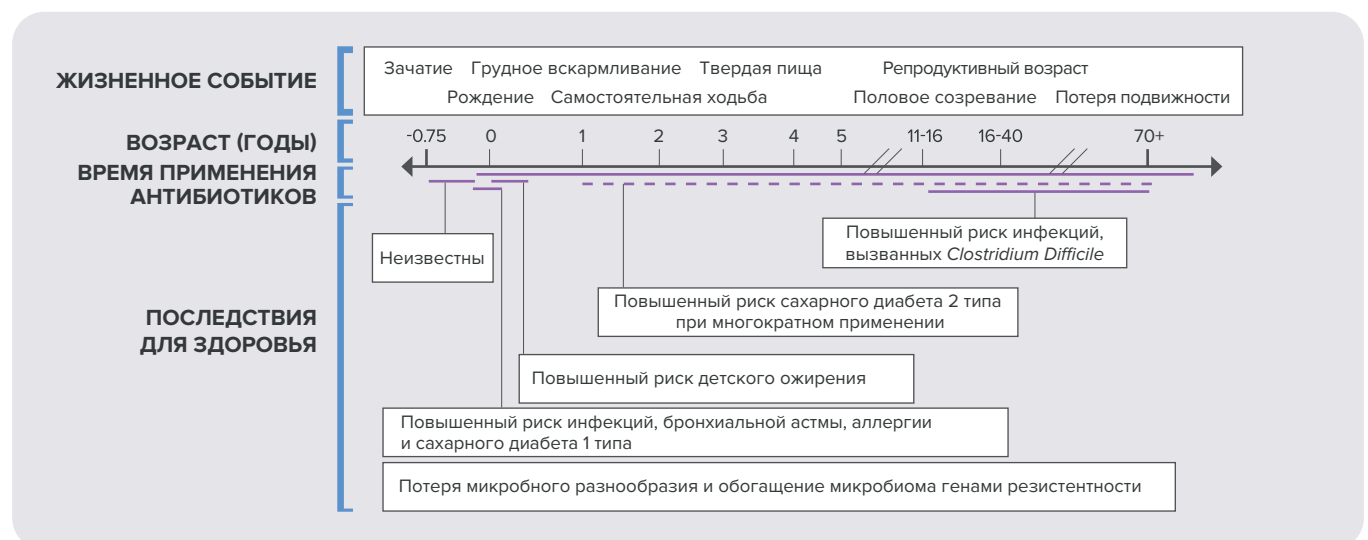 ЖИЗНЕННОЕ СОБЫТИЕ
Зачатие Грудное вскармливание Твердая пища Репродуктивный возраст
Рождение Самостоятельная ходьба Половое созревание Потеря подвижности
ВОЗРАСТ (ГОДЫ)
-0.75 0 1 2 3 4 5 11-16 16-40 70+
ВРЕМЯ ПРИМЕНЕНИЯ
АНТИБИОТИКОВ
Повышенный риск инфекций,
вызванных Clostridium Difficile
Неизвестны
Повышенный риск сахарного диабета 2 типа
при многократном применении
ПОСЛЕДСТВИЯ
ДЛЯ ЗДОРОВЬЯ
Повышенный риск детского ожирения
Повышенный риск инфекций, бронхиальной астмы, аллергии
и сахарного диабета 1 типа
Потеря микробного разнообразия и обогащение микробиома генами резистентности